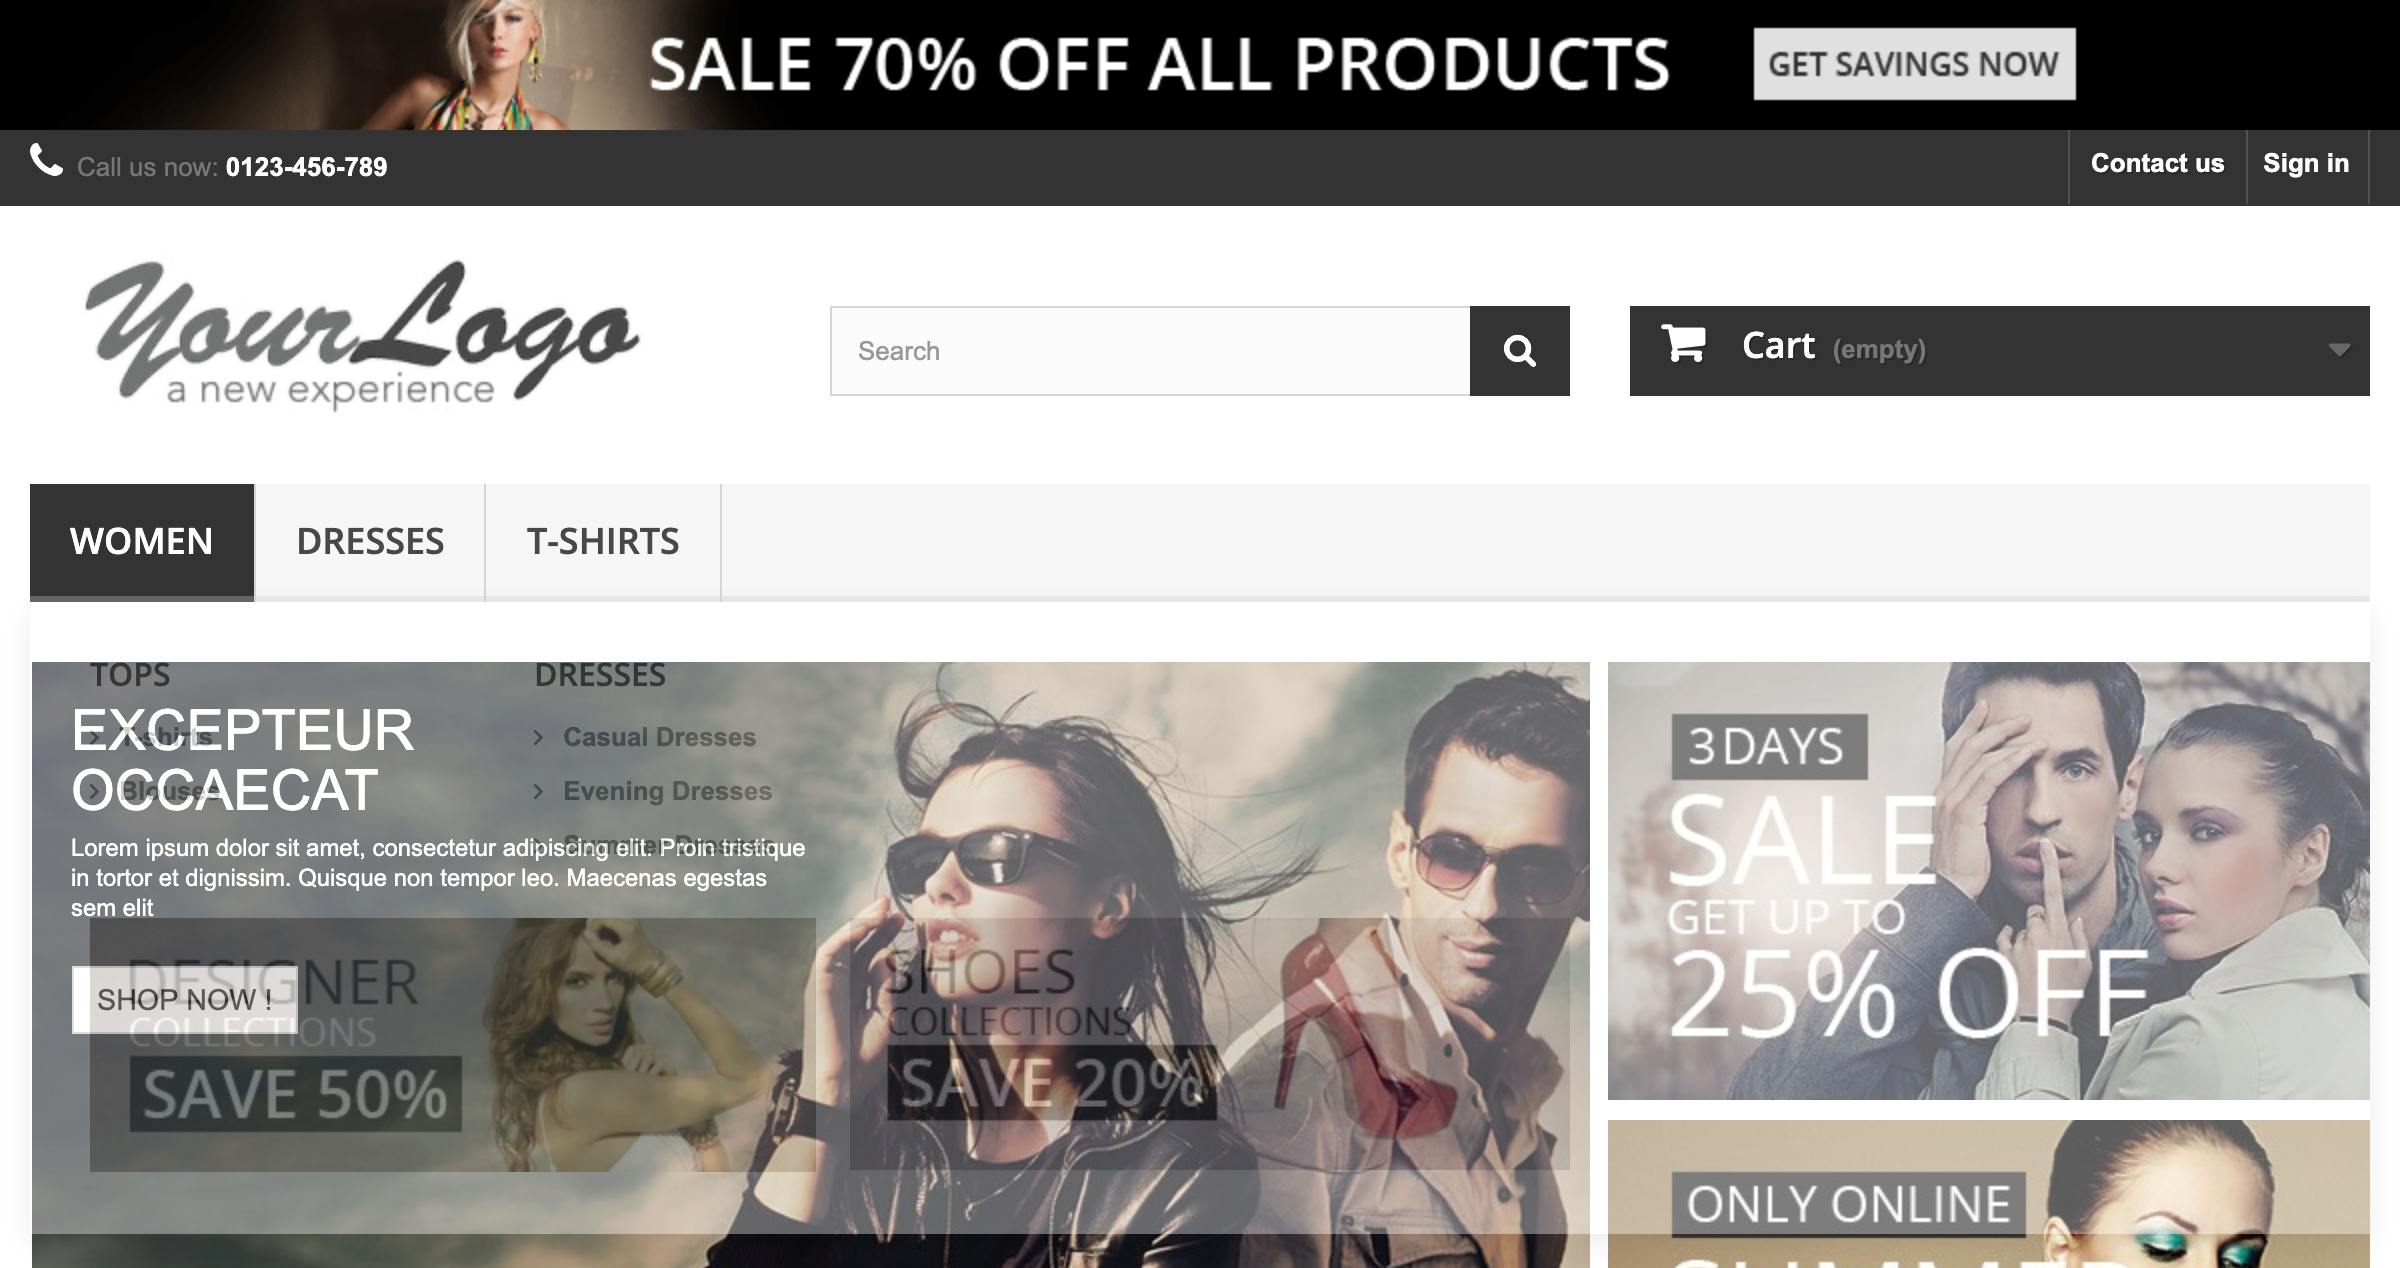 SALE 70% OFF ALL PRODUCTS
GET SAVINGS NOW
Call us now: 0123-456-789
Contact us
Sign in
YourLogo
a new experience
Search
Cart (empty)
WOMEN
DRESSES
T-SHIRTS
TOPS
T-shirts
Blouses
DRESSES
Casual Dresses
Evening Dresses
Summer Dresses
EXCEPTEUR
OCCAECAT
Lorem ipsum dolor sit amet, consectetur adipiscing elit. Proin tristique
in tortor et dignissim. Quisque non tempor leo. Maecenas egestas
sem elit
SHOP NOW !
DESIGNER
COLLECTIONS
SAVE 50%
SHOES
COLLECTIONS
SAVE 20%
3 DAYS
SALE
GET UP TO
25% OFF
ONLY ONLINE
SUMMER